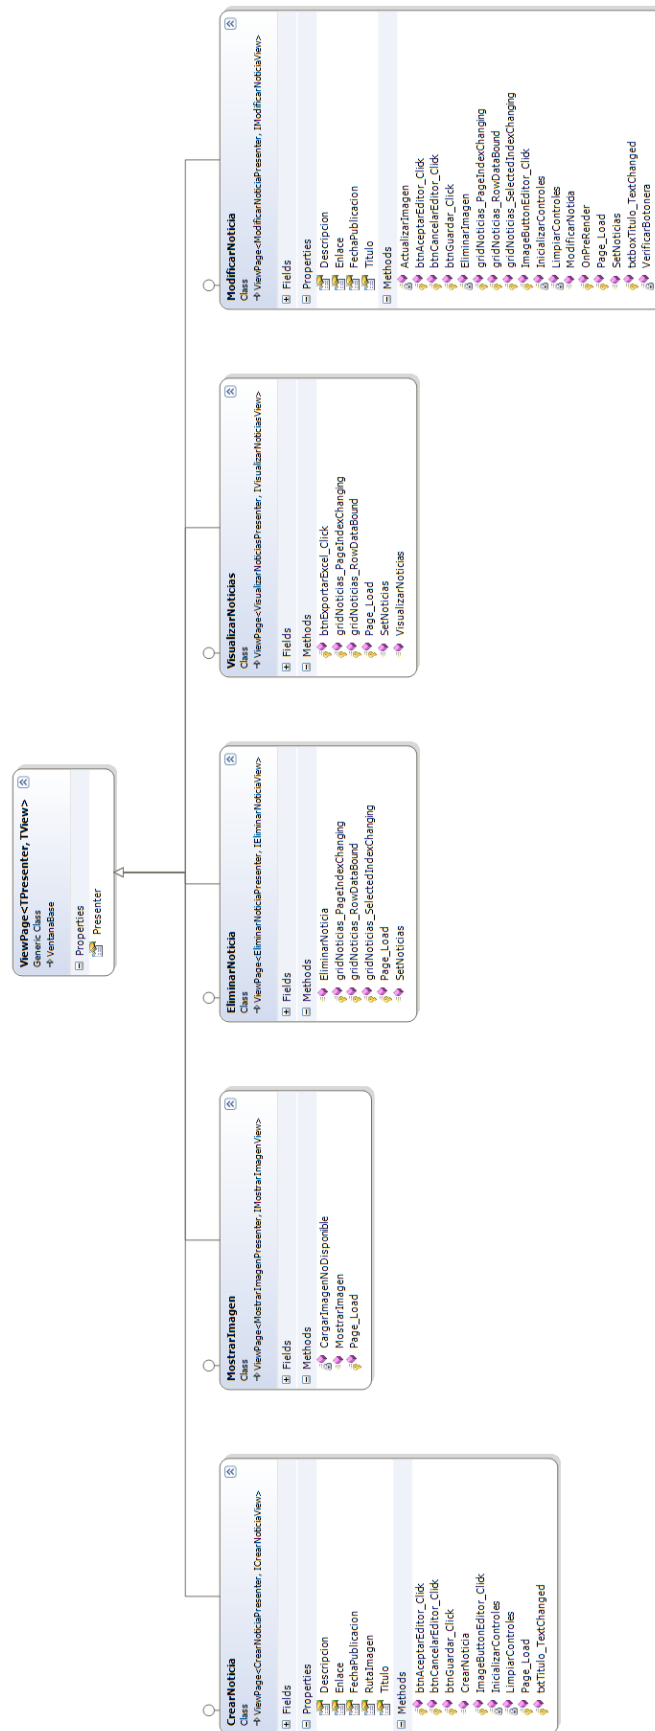 ViewPage<TPresenter, TView>
Generic Class
VentanaBase
Properties
Presenter
CrearNoticia
Class
ViewPage<CrearNoticiaPresenter, ICrearNoticiaView>
Fields
Properties
Descripcion
Enlace
FechaPublicacion
RutaImagen
Titulo
Methods
btnAceptarEditor_Click
btnCancelarEditor_Click
btnGuardar_Click
CrearNoticia
ImageButtonEditor_Click
InicializarControles
LimpiarControles
Page_Load
txtTitulo_TextChanged
MostrarImagen
Class
ViewPage<MostrarImagenPresenter, IMostrarImagenView>
Fields
Methods
CargarImagenNoDisponible
MostrarImagen
Page_Load
EliminarNoticia
Class
ViewPage<EliminarNoticiaPresenter, IEliminarNoticiaView>
Fields
Methods
EliminarNoticia
gridNoticias_PageIndexChanging
gridNoticias_RowDataBound
gridNoticias_SelectedIndexChanging
Page_Load
SetNoticias
VisualizarNoticias
Class
ViewPage<VisualizarNoticiasPresenter, IVisualizarNoticiasView>
Fields
Methods
btnExportarExcel_Click
gridNoticias_PageIndexChanging
gridNoticias_RowDataBound
Page_Load
SetNoticias
VisualizarNoticias
ModificarNoticia
Class
ViewPage<ModificarNoticiaPresenter, IModificarNoticiaView>
Fields
Properties
Descripcion
Enlace
FechaPublicacion
Titulo
Methods
ActualizarImagen
btnAceptarEditor_Click
btnCancelarEditor_Click
btnGuardar_Click
EliminarImagen
gridNoticias_PageIndexChanging
gridNoticias_RowDataBound
gridNoticias_SelectedIndexChanging
ImageButtonEditor_Click
InicializarControles
LimpiarControles
ModificarNotida
OnPreRender
Page_Load
SetNoticias
txtboxTitulo_TextChanged
VerificarBotonera